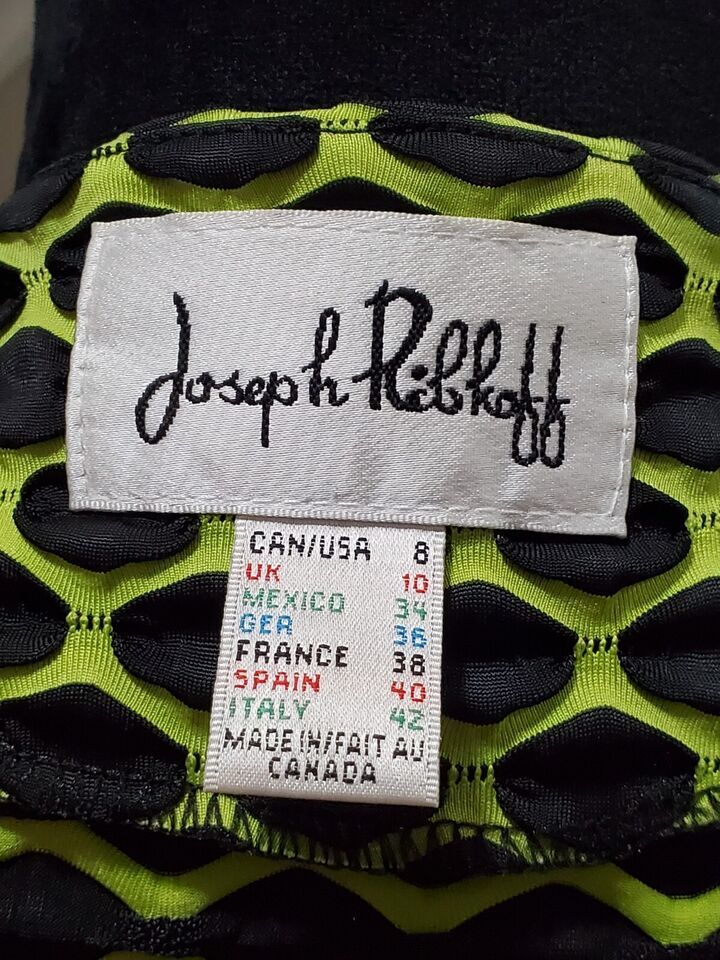 Joseph Ribkoff
CAN/USA 8
UK 10
MEXICO 34
GER 36
FRANCE 38
SPAIN 40
ITALY 42
MADE IN/FAIT AU
CANADA